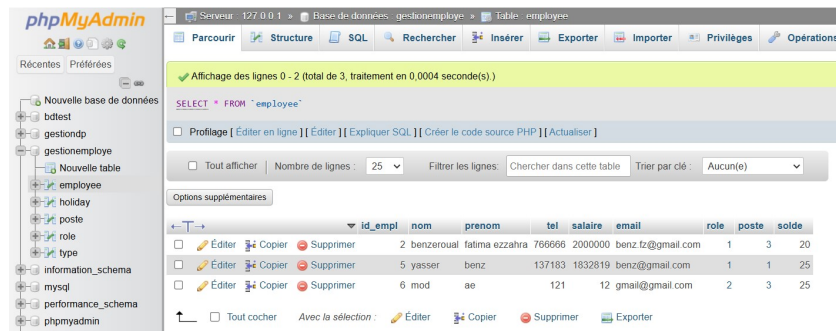 phpMyAdmin
Récentes Préférées
Nouvelle base de données
bdtest
gestiondp
gestionemploye
Nouvelle table
employee
holiday
poste
role
type
information_schema
mysql
performance_schema
phpmyadmin
Serveur 127.0.0.1 » Base de données gestionemploye » Table employee
Parcourir Structure SQL Rechercher Insérer Exporter Importer Privilèges Opérations
Affichage des lignes 0 - 2 (total de 3, traitement en 0,0004 seconde(s).)
SELECT * FROM `employee`
Profilage [ Éditer en ligne ] [ Éditer ] [ Expliquer SQL ] [ Créer le code source PHP ] [ Actualiser ]
Tout afficher | Nombre de lignes : 25 Filtrer les lignes: Chercher dans cette table Trier par clé : Aucun(e)
Options supplémentaires
id_empl nom prenom tel salaire email role poste solde
Éditer Copier Supprimer 2 benzeroual fatima ezzahra 766666 2000000 benz.fz@gmail.com 1 3 20
Éditer Copier Supprimer 5 yasser benz 137183 1832819 benz@gmail.com 1 1 25
Éditer Copier Supprimer 6 mod ae 121 12 gmail@gmail.com 2 3 25
Tout cocher Avec la sélection : Éditer Copier Supprimer Exporter